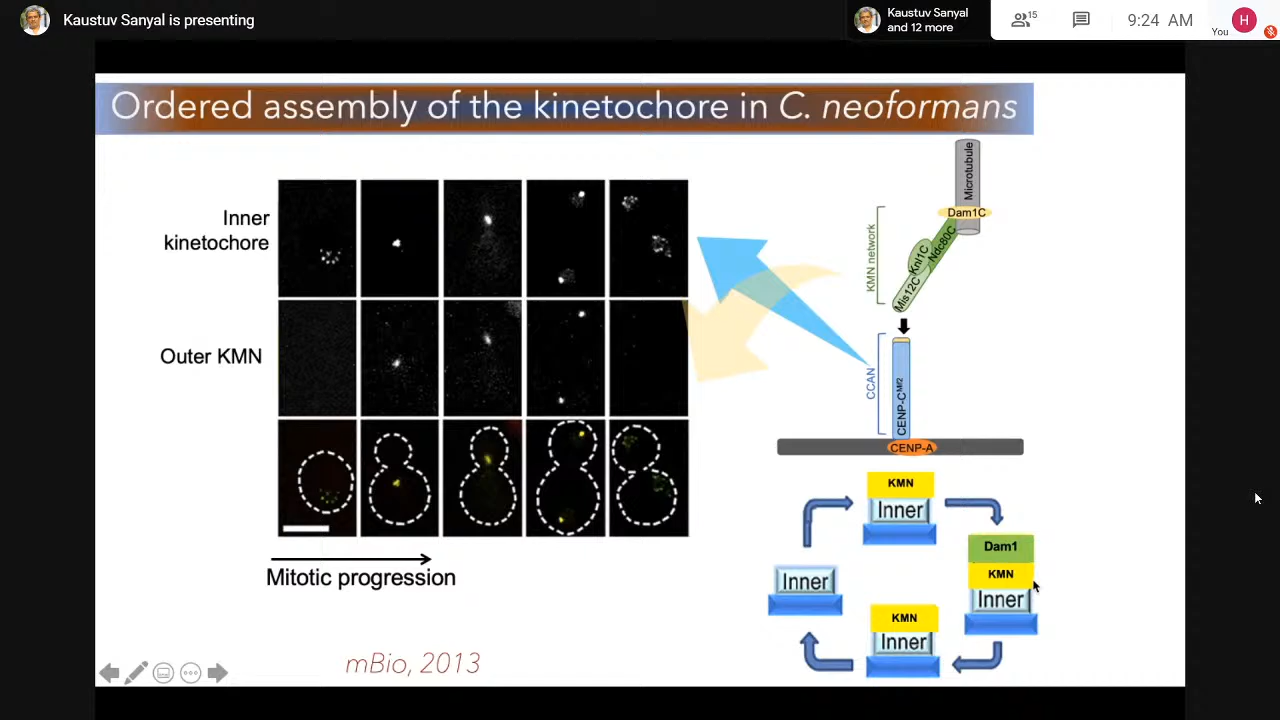 Kaustuv Sanyal is presenting
Kaustuv Sanyal
and 12 more
15
9:24 AM
You
H
Ordered assembly of the kinetochore in C. neoformans
Inner
kinetochore
Outer KMN
Mitotic progression
mBio, 2013
Microtubule
Dam1C
Ndc80C
Knl1C
Mis12C
KMN network
CCAN
CENP-C^Mif2
CENP-A
KMN
Inner
Dam1
KMN
Inner
Inner
KMN
Inner